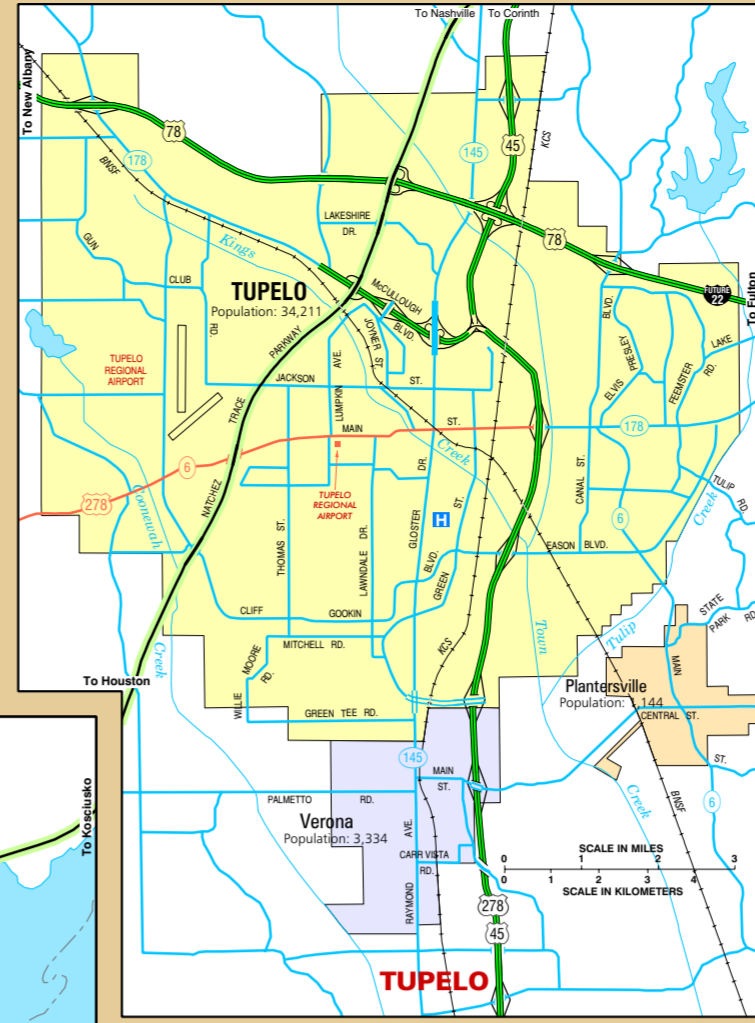 To Nashville
To Corinth
To New Albany
78
BNSF
178
145
45
KCS
LAKESHIRE
DR.
Kings
GUN
CLUB
RD.
78
FUTURE
22
To Fulton
TUPELO
Population: 34,211
McCULLOUGH
BLVD.
JOYNER
ST.
BLVD.
PRESLEY
ELVIS
LAKE
FEEMSTER
RD.
TUPELO
REGIONAL
AIRPORT
PARKWAY
TRACE
NATCHEZ
JACKSON
ST.
LUMPKIN
AVE.
MAIN
ST.
178
6
278
Creek
Coonewah
TUPELO
REGIONAL
AIRPORT
H
GLOSTER
DR.
GREEN
ST.
CANAL ST.
6
TULIP
RD.
Creek
THOMAS ST.
LAWNDALE DR.
BLVD.
EASON BLVD.
CLIFF
GOOKIN
MITCHELL RD.
WILLIE
MOORE
RD.
GREEN TEE RD.
KCS
Town
Tulip
STATE
PARK RD
MAIN
ST.
Creek
To Houston
Plantersville
Population: 1,144
CENTRAL ST.
145
MAIN
ST.
PALMETTO RD.
Verona
Population: 3,334
AVE.
RAYMOND
CARR VISTA
RD.
Creek
BNSF
6
To Kosciusko
SCALE IN MILES
0 1 2 3
0 1 2 3 4
SCALE IN KILOMETERS
278
45
TUPELO